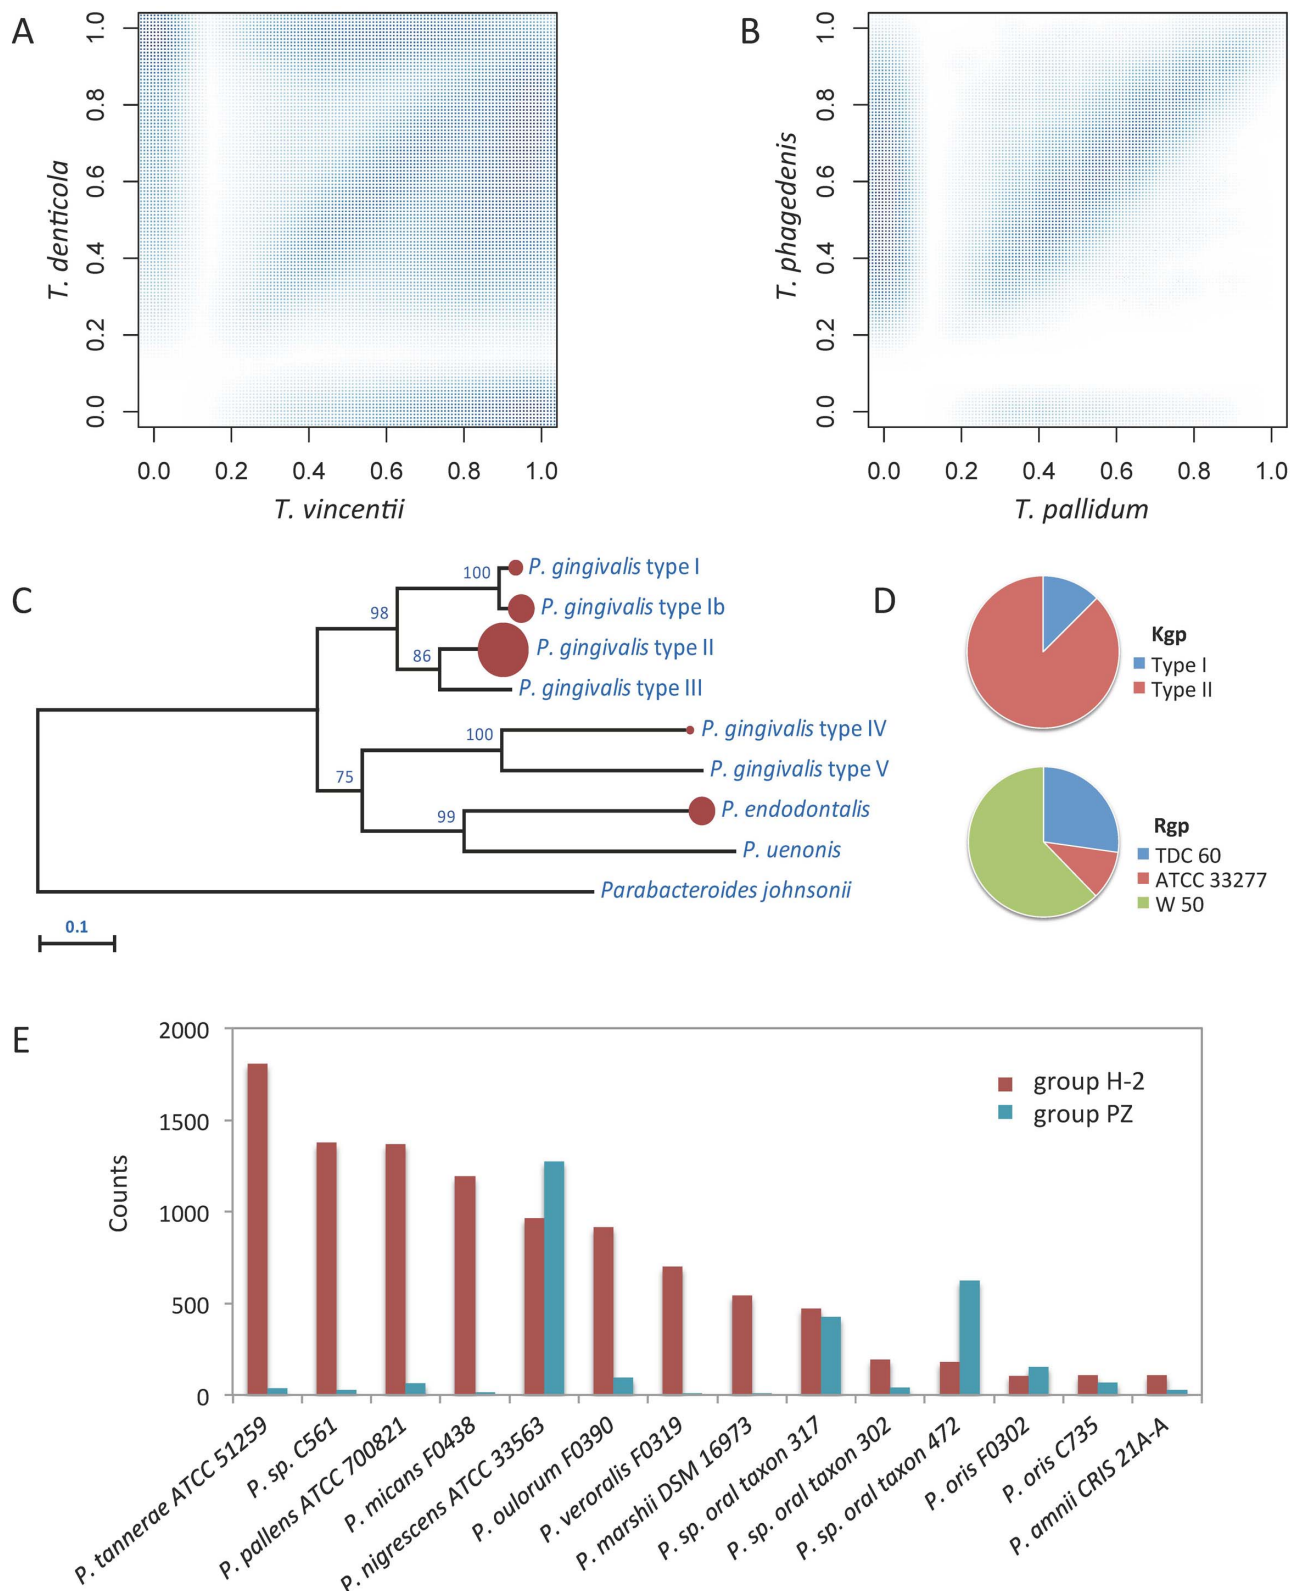 A
1.0
0.8
0.6
0.4
0.2
0.0
T. denticola
0.0 0.2 0.4 0.6 0.8 1.0
T. vincentii
B
1.0
0.8
0.6
0.4
0.2
0.0
T. phagedenis
0.0 0.2 0.4 0.6 0.8 1.0
T. pallidum
C
100
P. gingivalis type I
P. gingivalis type Ib
98
P. gingivalis type II
86
P. gingivalis type III
100
P. gingivalis type IV
P. gingivalis type V
75
P. endodontalis
99
P. uenonis
Parabacteroides johnsonii
0.1
D
Kgp
Type I
Type II
Rgp
TDC 60
ATCC 33277
W 50
E
2000
1500
1000
500
0
Counts
group H-2
group PZ
P. tannerae ATCC 51259
P. sp. C561
P. pallens ATCC 700821
P. micans F0438
P. nigrescens ATCC 33563
P. oulorum F0390
P. veroralis F0319
P. marshii DSM 16973
P. sp. oral taxon 317
P. sp. oral taxon 302
P. sp. oral taxon 472
P. oris F0302
P. oris C735
P. amnii CRIS 21A-A